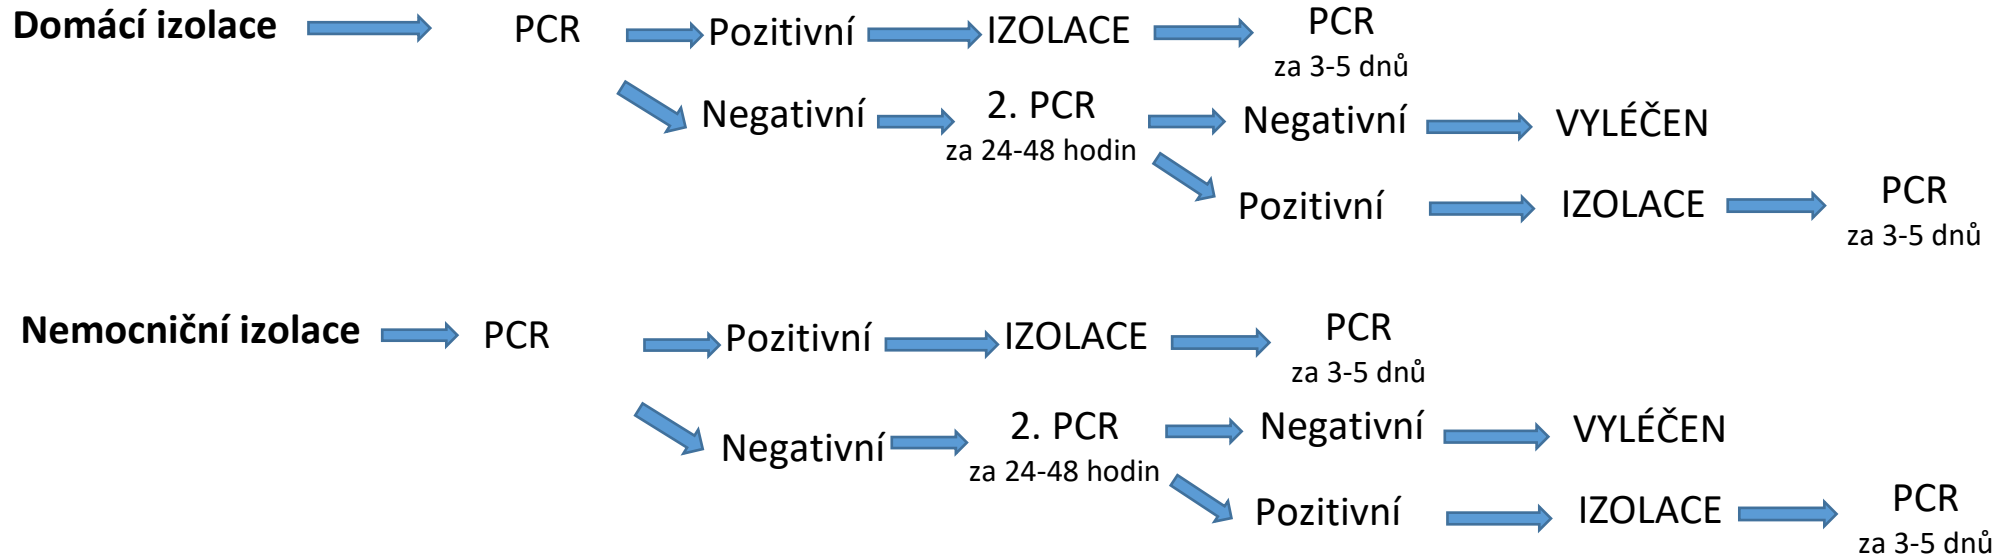 Domácí izolace
PCR
Pozitivní
IZOLACE
PCR
za 3-5 dnů
Negativní
2. PCR
za 24-48 hodin
Negativní
VYLÉČEN
Pozitivní
IZOLACE
PCR
za 3-5 dnů
Nemocniční izolace
PCR
Pozitivní
IZOLACE
PCR
za 3-5 dnů
Negativní
2. PCR
za 24-48 hodin
Negativní
VYLÉČEN
Pozitivní
IZOLACE
PCR
za 3-5 dnů